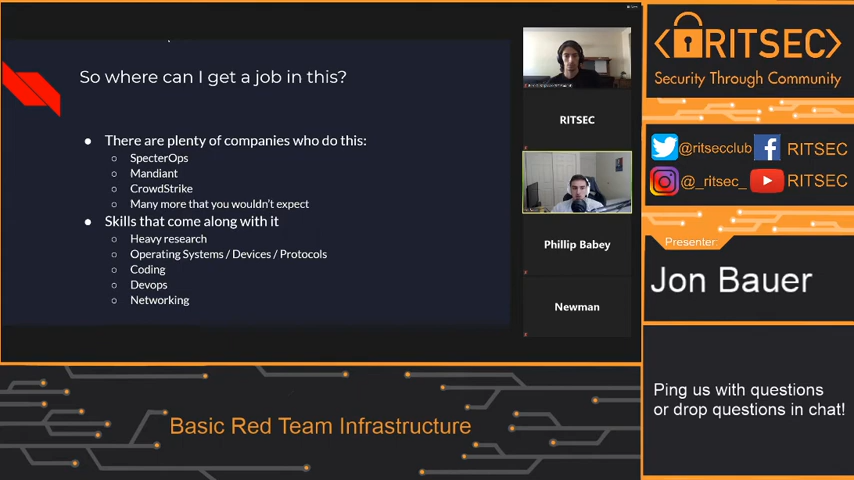 So where can I get a job in this?
There are plenty of companies who do this:
SpecterOps
Mandiant
CrowdStrike
Many more that you wouldn't expect
Skills that come along with it
Heavy research
Operating Systems / Devices / Protocols
Coding
Devops
Networking
RITSEC
Phillip Babey
Newman
<RITSEC>
Security Through Community
@ritsecclub
RITSEC
@_ritsec_
RITSEC
Presenter:
Jon Bauer
Ping us with questions
or drop questions in chat!
Basic Red Team Infrastructure